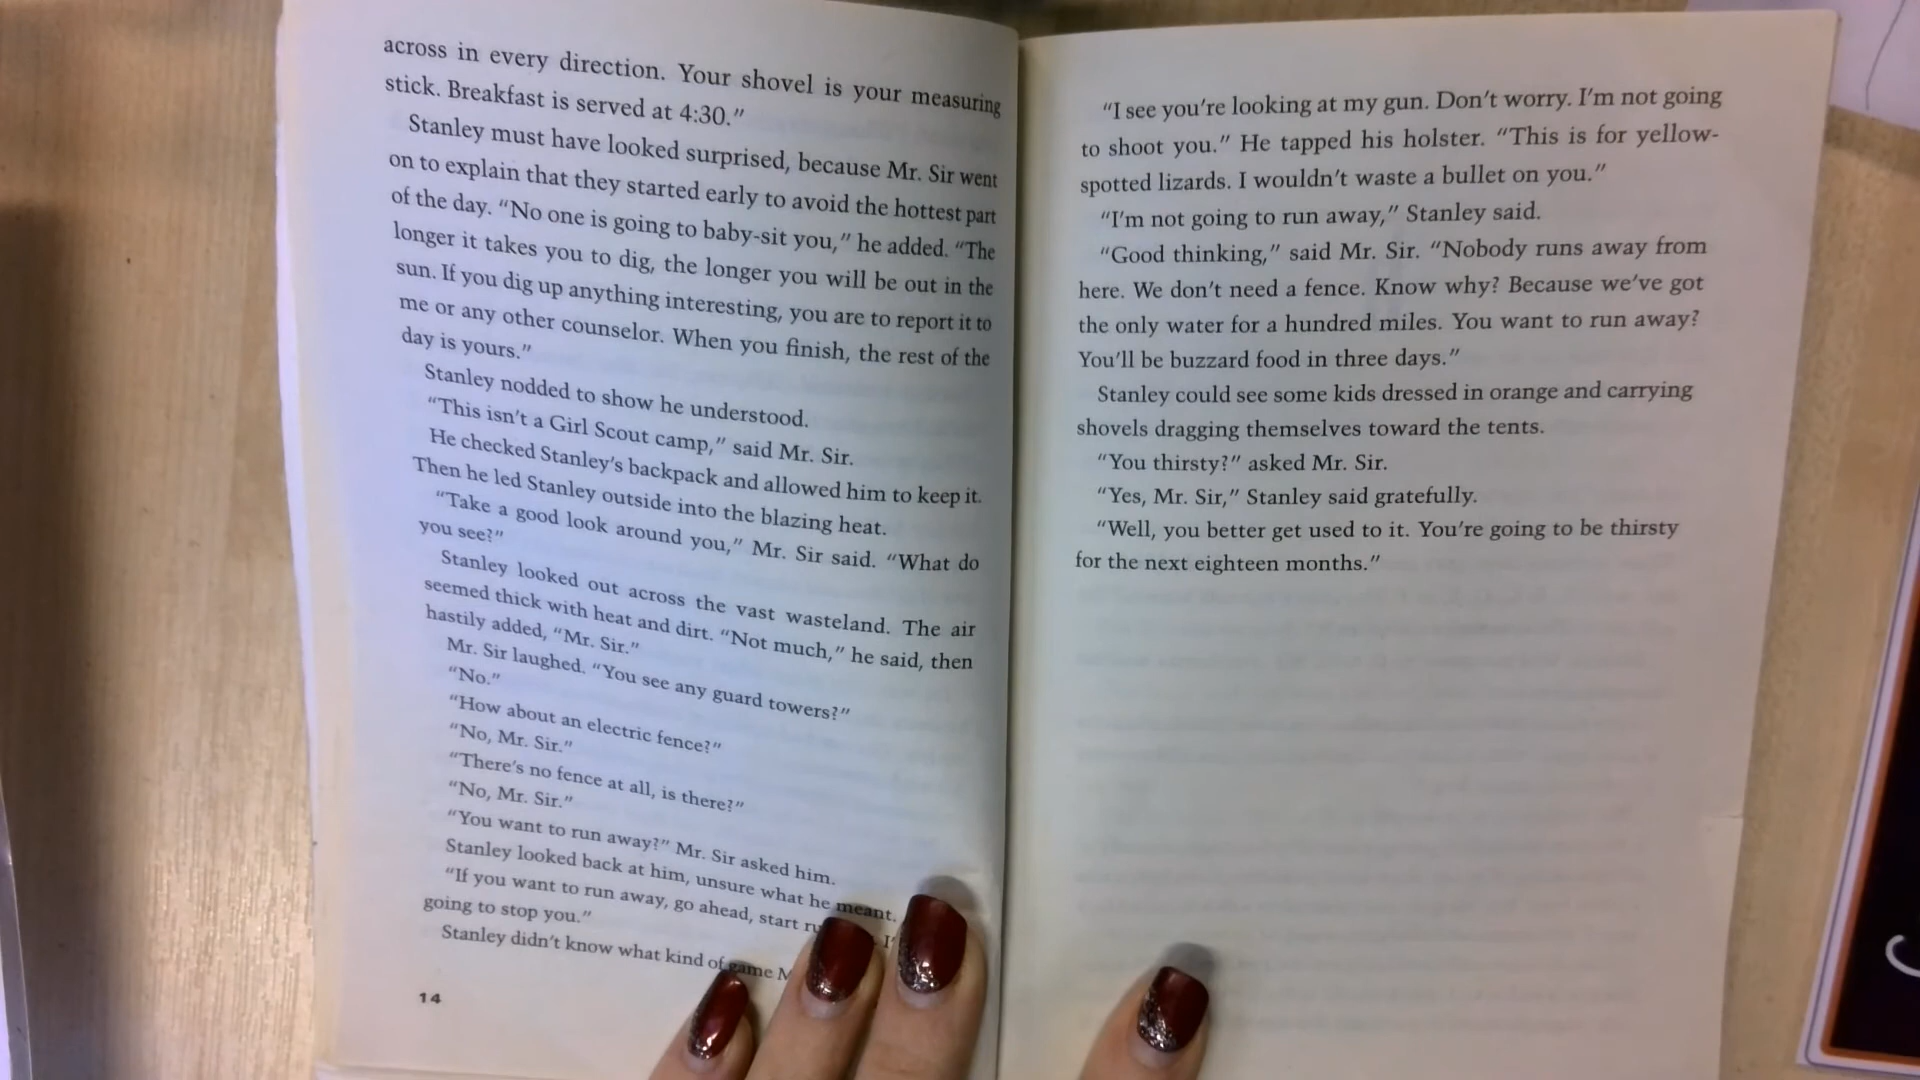 across in every direction. Your shovel is your measuring
stick. Breakfast is served at 4:30."
Stanley must have looked surprised, because Mr. Sir went
on to explain that they started early to avoid the hottest part
of the day. "No one is going to baby-sit you," he added. "The
longer it takes you to dig, the longer you will be out in the
sun. If you dig up anything interesting, you are to report it to
me or any other counselor. When you finish, the rest of the
day is yours."
Stanley nodded to show he understood.
"This isn't a Girl Scout camp," said Mr. Sir.
He checked Stanley's backpack and allowed him to keep it.
Then he led Stanley outside into the blazing heat.
"Take a good look around you," Mr. Sir said. "What do
you see?"
Stanley looked out across the vast wasteland. The air
seemed thick with heat and dirt. "Not much," he said, then
hastily added, "Mr. Sir."
Mr. Sir laughed. "You see any guard towers?"
"No."
"How about an electric fence?"
"No, Mr. Sir."
"There's no fence at all, is there?"
"No, Mr. Sir."
"You want to run away?" Mr. Sir asked him.
Stanley looked back at him, unsure what he meant.
"If you want to run away, go ahead, start
going to stop you."
Stanley didn't know what kind of game
14
"I see you're looking at my gun. Don't worry. I'm not going
to shoot you." He tapped his holster. "This is for yellow-
spotted lizards. I wouldn't waste a bullet on you."
"I'm not going to run away," Stanley said.
"Good thinking," said Mr. Sir. "Nobody runs away from
here. We don't need a fence. Know why? Because we've got
the only water for a hundred miles. You want to run away?
You'll be buzzard food in three days."
Stanley could see some kids dressed in orange and carrying
shovels dragging themselves toward the tents.
"You thirsty?" asked Mr. Sir.
"Yes, Mr. Sir," Stanley said gratefully.
"Well, you better get used to it. You're going to be thirsty
for the next eighteen months."